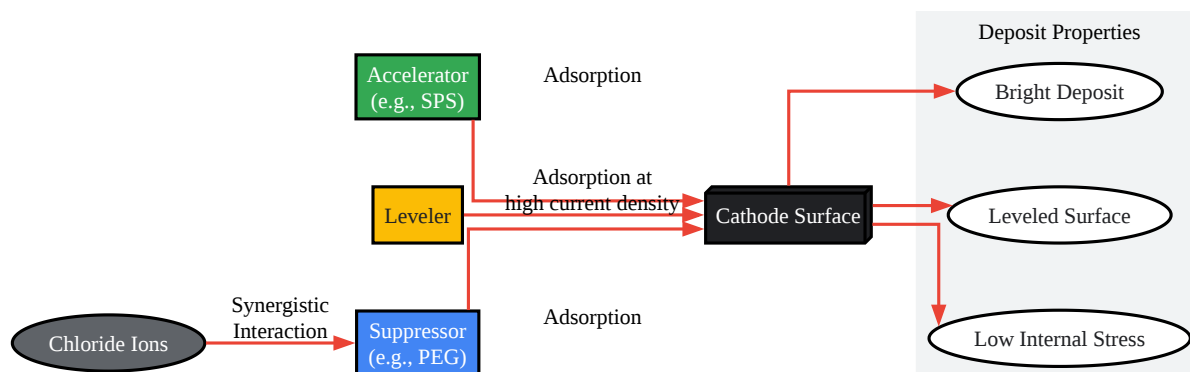 Deposit Properties
Accelerator
(e.g., SPS)
Adsorption
Bright Deposit
Adsorption at
high current density
Leveler
Cathode Surface
Leveled Surface
Synergistic
Interaction
Chloride Ions
Suppressor
(e.g., PEG)
Adsorption
Low Internal Stress